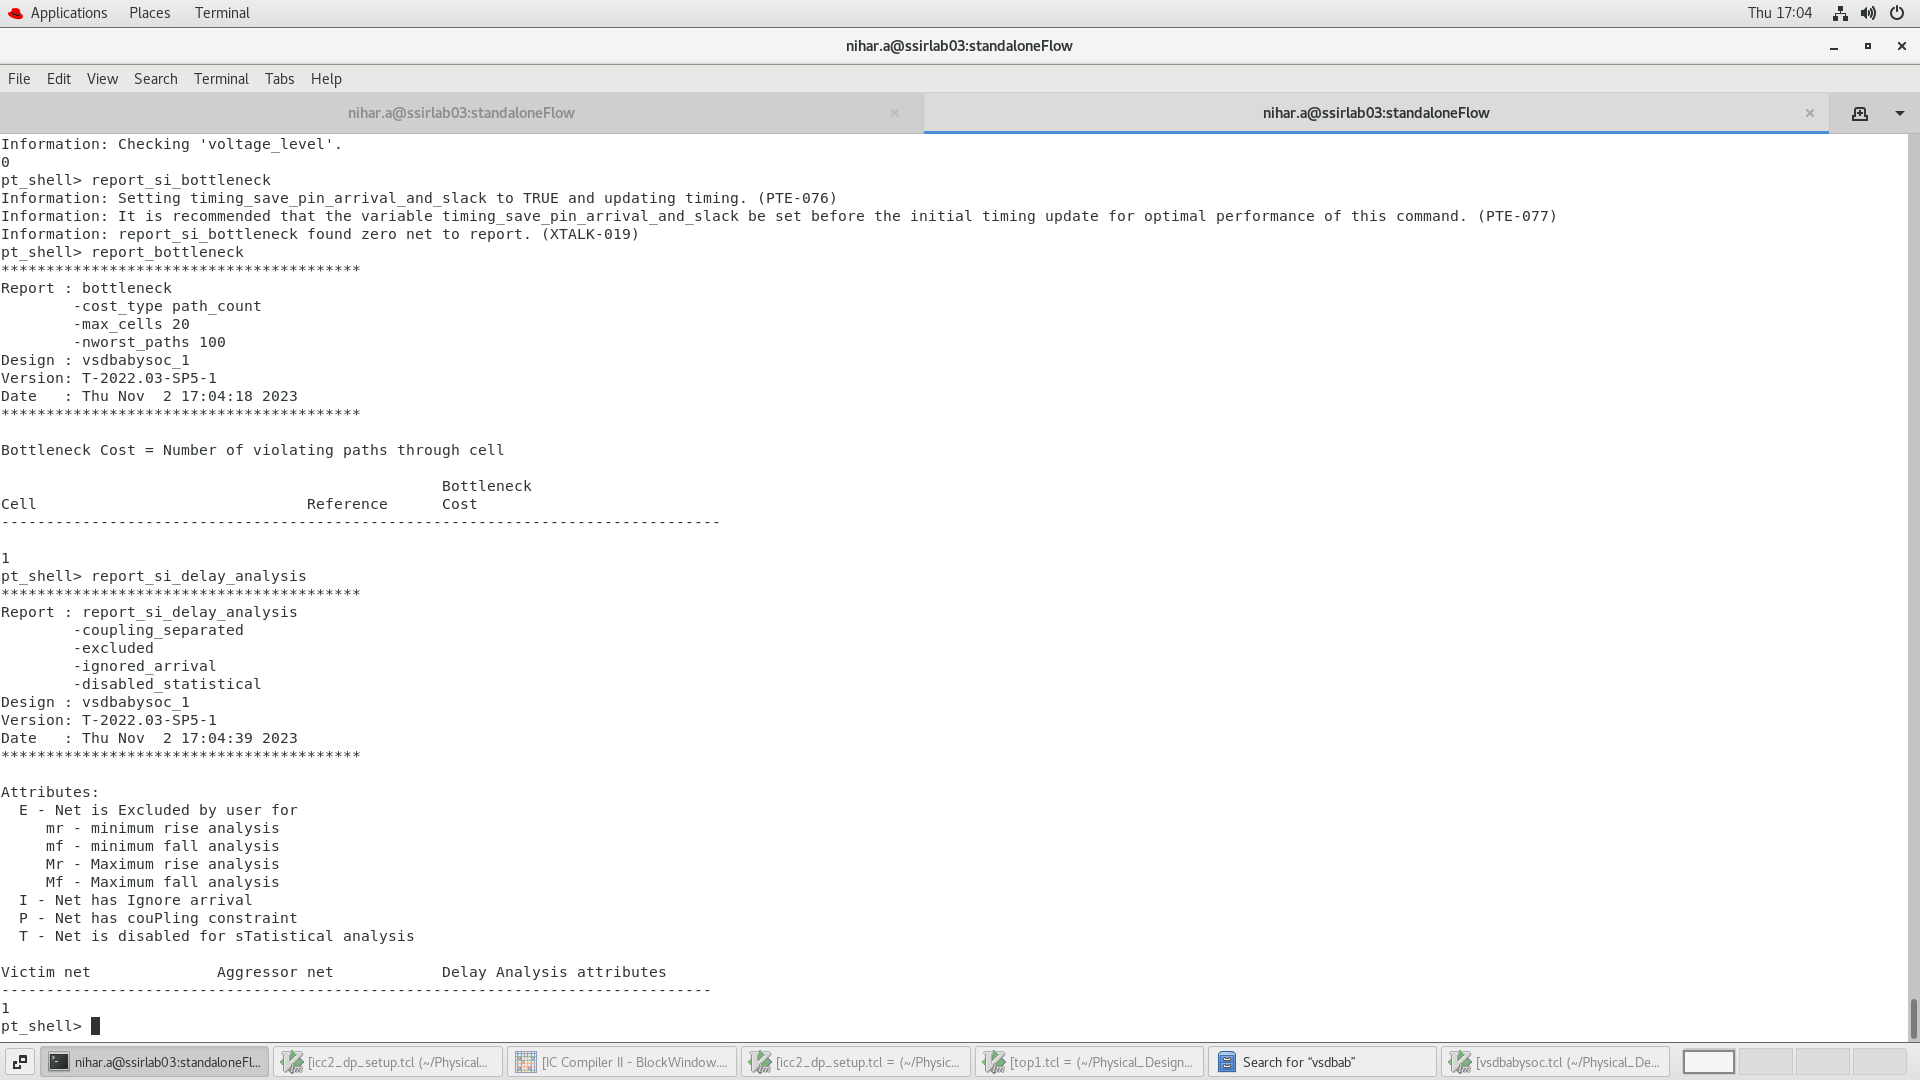 Applications Places Terminal Thu 17:04
nihar.a@ssirlab03:standaloneFlow
File Edit View Search Terminal Tabs Help
nihar.a@ssirlab03:standaloneFlow × nihar.a@ssirlab03:standaloneFlow ×
Information: Checking 'voltage_level'.
0
pt_shell> report_si_bottleneck
Information: Setting timing_save_pin_arrival_and_slack to TRUE and updating timing. (PTE-076)
Information: It is recommended that the variable timing_save_pin_arrival_and_slack be set before the initial timing update for optimal performance of this command. (PTE-077)
Information: report_si_bottleneck found zero net to report. (XTALK-019)
pt_shell> report_bottleneck
****************************************
Report : bottleneck
        -cost_type path_count
        -max_cells 20
        -nworst_paths 100
Design : vsdbabysoc_1
Version: T-2022.03-SP5-1
Date   : Thu Nov  2 17:04:18 2023
****************************************
Bottleneck Cost = Number of violating paths through cell
                                                 Bottleneck
Cell                              Reference      Cost
--------------------------------------------------------------------------------
1
pt_shell> report_si_delay_analysis
****************************************
Report : report_si_delay_analysis
        -coupling_separated
        -excluded
        -ignored_arrival
        -disabled_statistical
Design : vsdbabysoc_1
Version: T-2022.03-SP5-1
Date   : Thu Nov  2 17:04:39 2023
****************************************
Attributes:
  E - Net is Excluded by user for
     mr - minimum rise analysis
     mf - minimum fall analysis
     Mr - Maximum rise analysis
     Mf - Maximum fall analysis
  I - Net has Ignore arrival
  P - Net has couPling constraint
  T - Net is disabled for sTatistical analysis
Victim net              Aggressor net            Delay Analysis attributes
-------------------------------------------------------------------------------
1
pt_shell>
nihar.a@ssirlab03:standaloneFl... [icc2_dp_setup.tcl (~/Physical... [IC Compiler II - BlockWindow.... [icc2_dp_setup.tcl = (~/Physic... [top1.tcl = (~/Physical_Design... Search for “vsdbab” [vsdbabysoc.tcl (~/Physical_De...